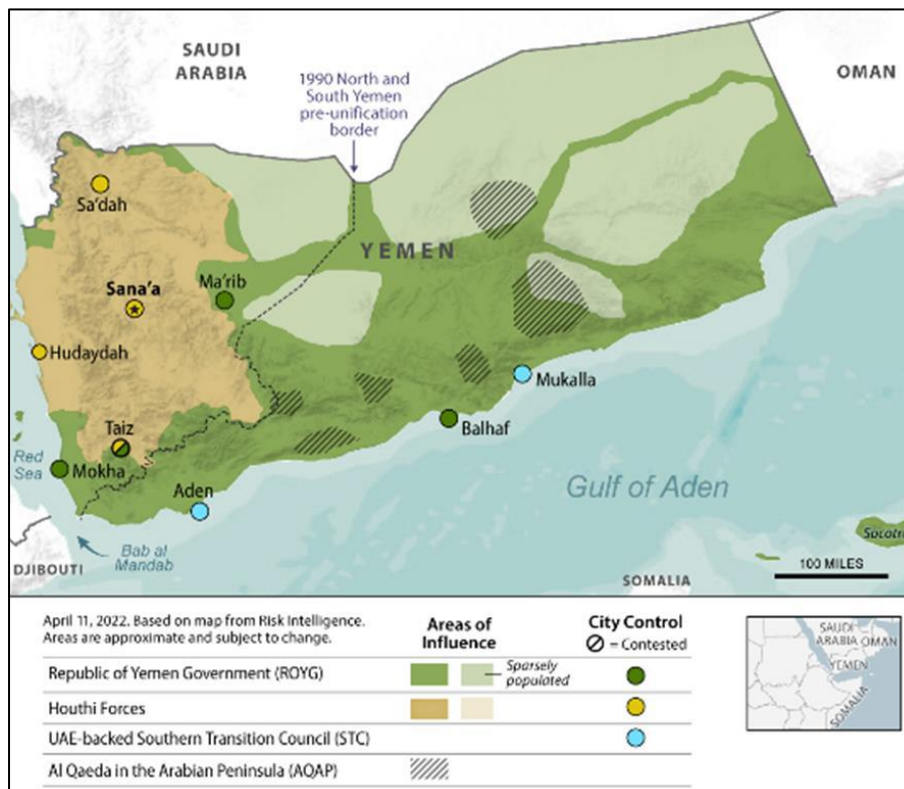 SAUDI
ARABIA
1990 North and
South Yemen
pre-unification
border
OMAN
Sa'dah
YEMEN
Sana'a
Ma'rib
Hudaydah
Mukalla
Taiz
Balhaf
Red
Sea
Mokha
Aden
Gulf of Aden
Bab al
Mandab
DJIBOUTI
SOMALIA
100 MILES
April 11, 2022. Based on map from Risk Intelligence.
Areas are approximate and subject to change.
Areas of
Influence
City Control
= Contested
Republic of Yemen Government (ROYG)
Sparsely
populated
Houthi Forces
UAE-backed Southern Transition Council (STC)
Al Qaeda in the Arabian Peninsula (AQAP)
SAUDI
ARABIA
OMAN
YEMEN
SOMALIA